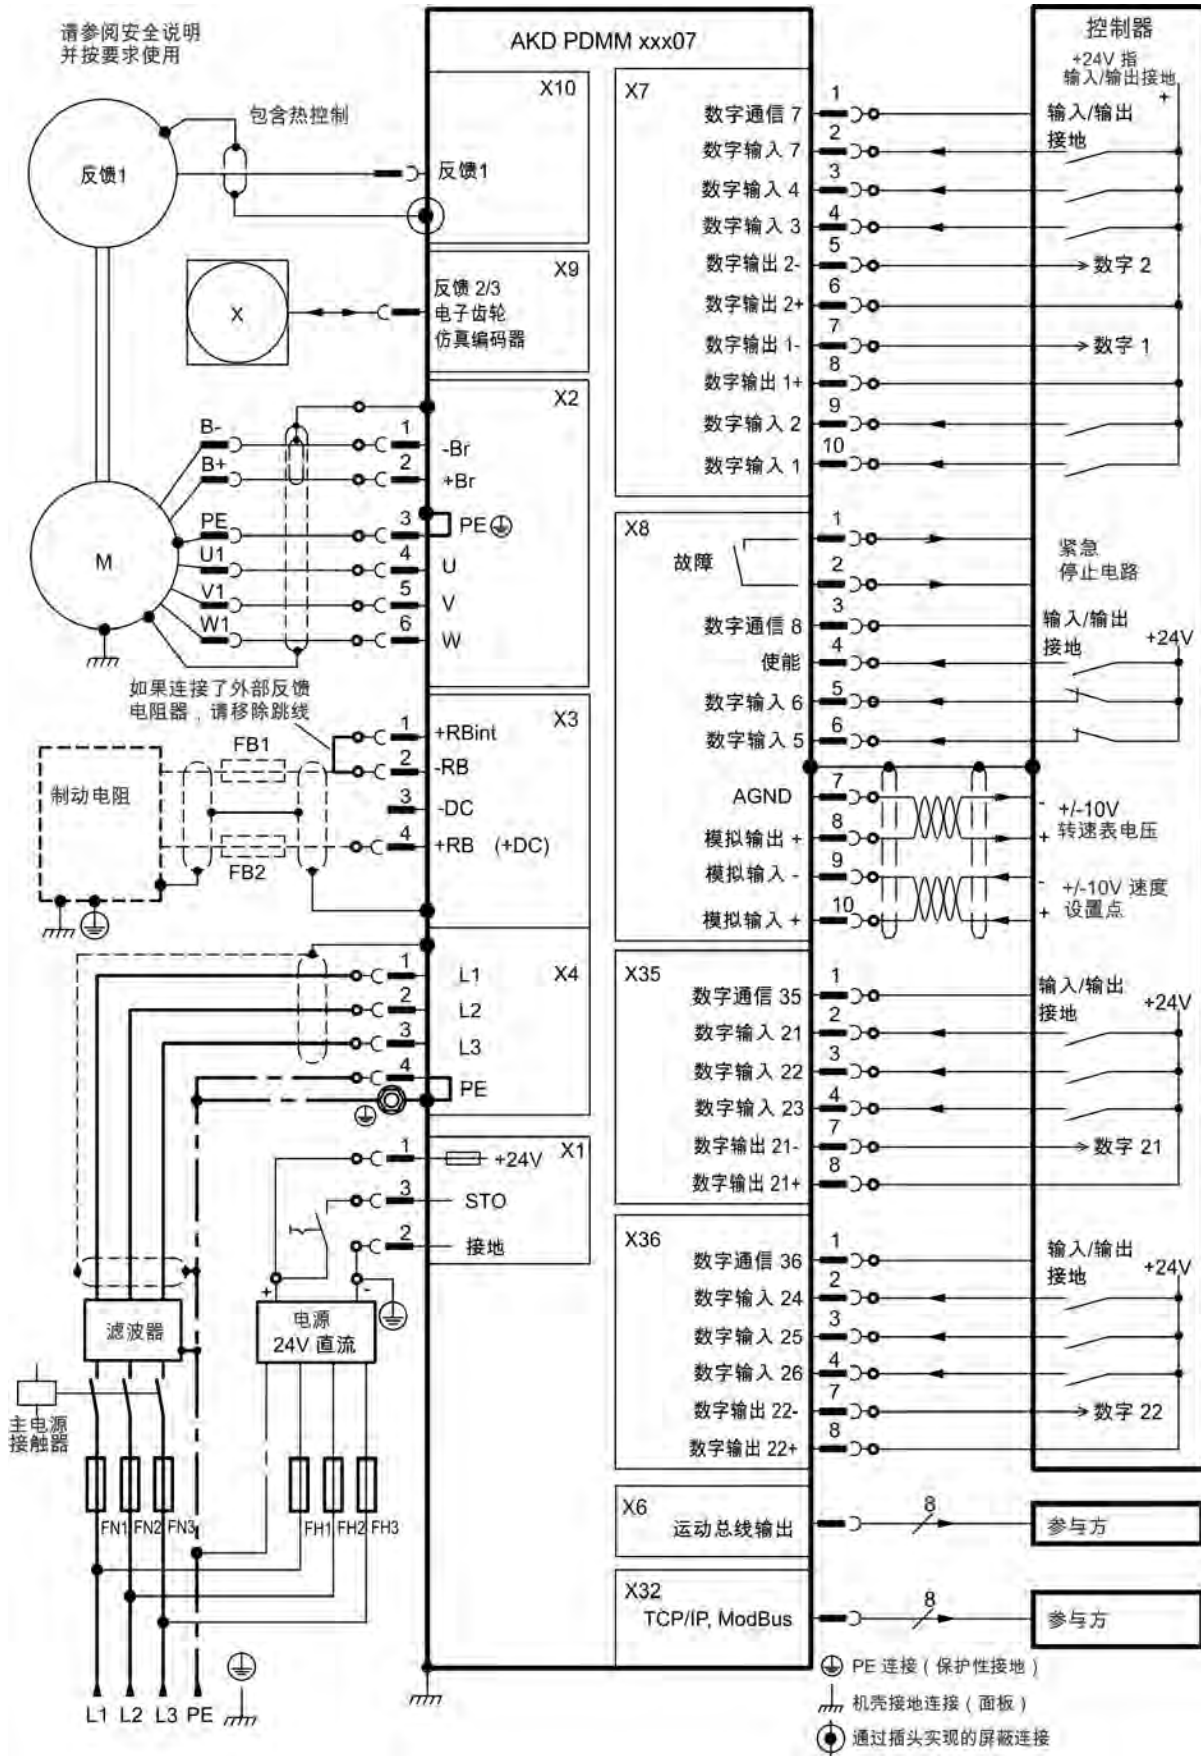 请参阅安全说明
并按要求使用
AKD PDMM xxx07
控制器
+24V 指
输入/输出接地
+
包含热控制
反馈1
X10
反馈1
X
X9
反馈 2/3
电子齿轮
仿真编码器
X2
B-
1
-Br
B+
2
+Br
PE
3
PE
U1
4
U
V1
5
V
W1
6
W
M
如果连接了外部反馈
电阻器，请移除跳线
X3
FB1
1
+RBint
2
-RB
制动电阻
3
-DC
4
+RB (+DC)
FB2
X4
1
L1
2
L2
3
L3
4
PE
X1
1
+24V
3
STO
2
接地
+
-
滤波器
电源
24V 直流
主电源
接触器
FN1
FN2
FN3
FH1
FH2
FH3
L1
L2
L3
PE
X7
数字通信 7
1
输入/输出
接地
数字输入 7
2
数字输入 4
3
数字输入 3
4
数字输出 2-
5
数字 2
数字输出 2+
6
数字输出 1-
7
数字 1
数字输出 1+
8
数字输入 2
9
数字输入 1
10
X8
故障
1
2
紧急
停止电路
数字通信 8
3
输入/输出
接地
+24V
使能
4
数字输入 6
5
数字输入 5
6
AGND
7
-
模拟输出 +
8
+
+/-10V
转速表电压
模拟输入 -
9
-
模拟输入 +
10
+
+/-10V 速度
设置点
X35
数字通信 35
1
输入/输出
接地
+24V
数字输入 21
2
数字输入 22
3
数字输入 23
4
数字输出 21-
7
数字 21
数字输出 21+
8
X36
数字通信 36
1
输入/输出
接地
+24V
数字输入 24
2
数字输入 25
3
数字输入 26
4
数字输出 22-
7
数字 22
数字输出 22+
8
X6
运动总线输出
8
参与方
X32
TCP/IP, ModBus
8
参与方
PE 连接（保护性接地）
机壳接地连接（面板）
通过插头实现的屏蔽连接